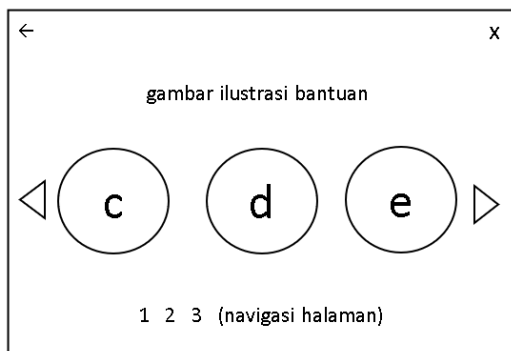 ← x
gambar ilustrasi bantuan
c d e
1 2 3 (navigasi halaman)